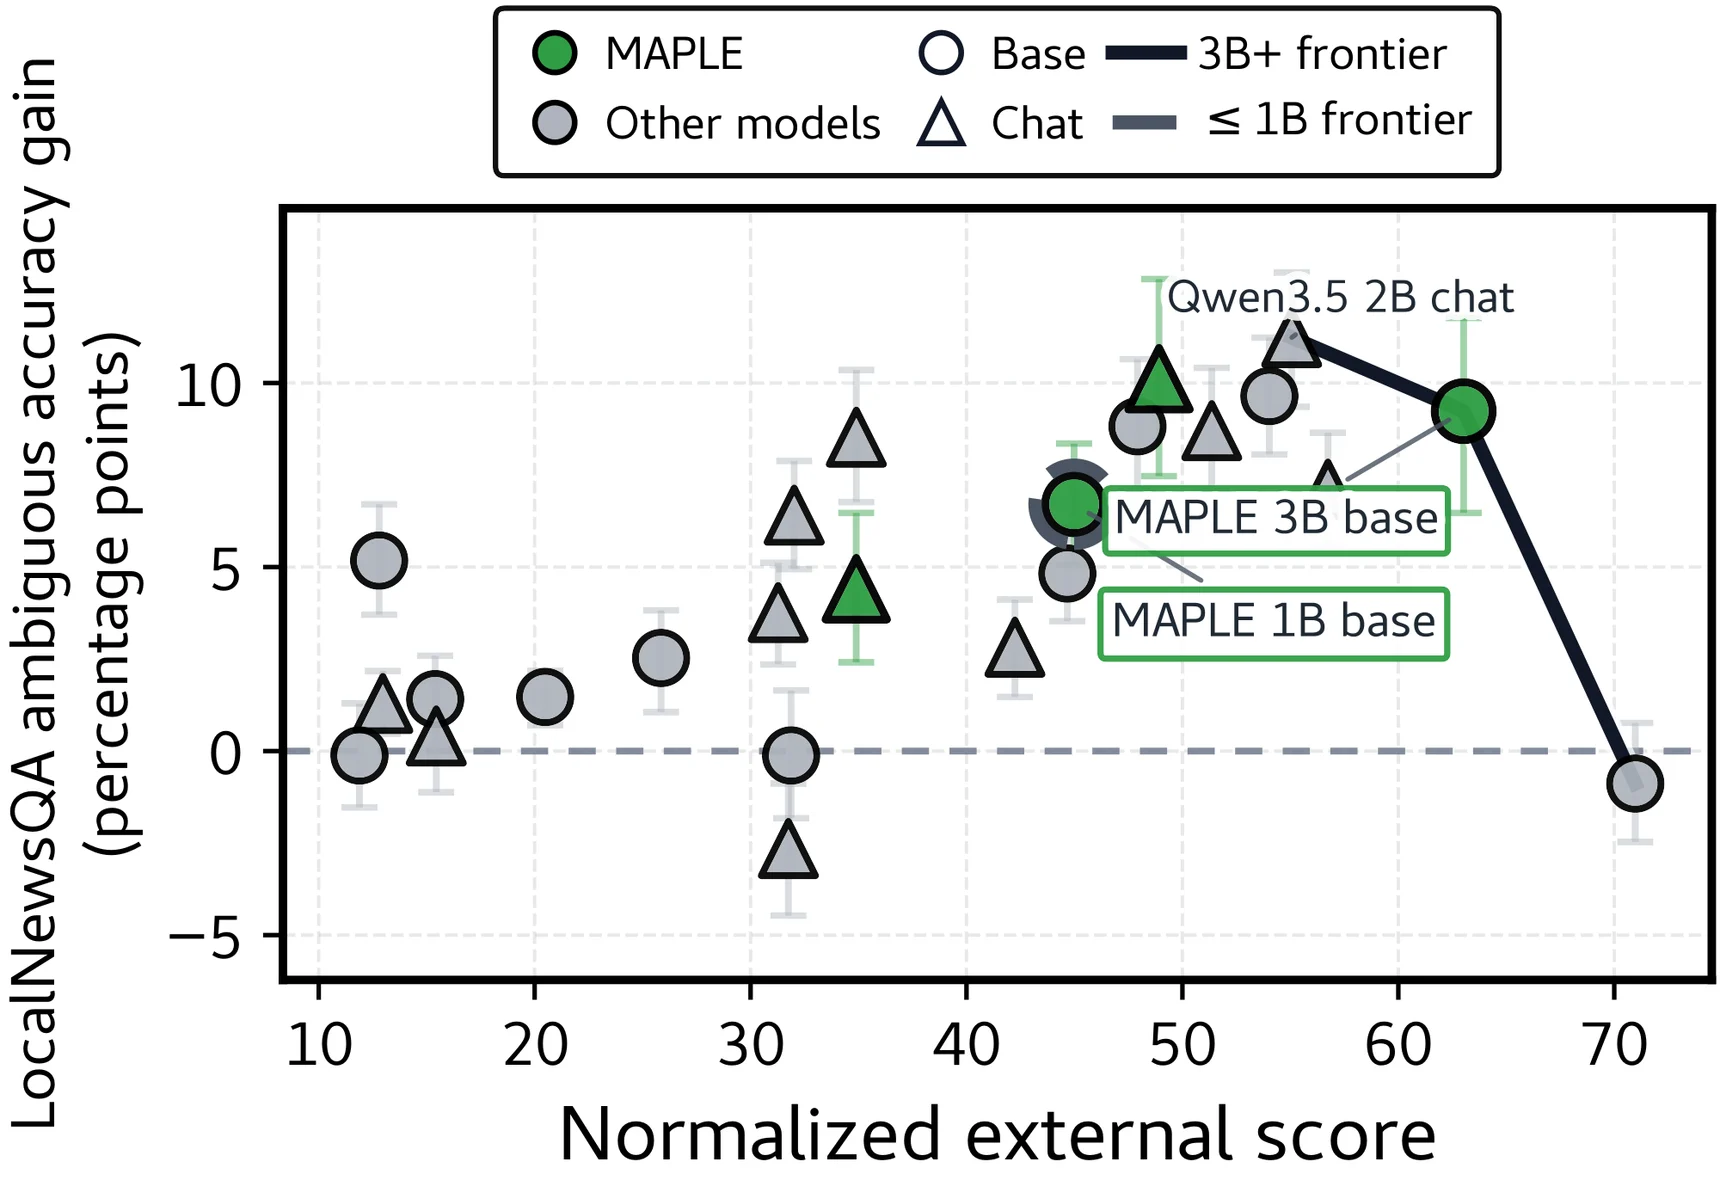 MAPLE
Base
3B+ frontier
Other models
Chat
≤ 1B frontier
LocalNewsQA ambiguous accuracy gain
(percentage points)
10
5
0
−5
Qwen3.5 2B chat
MAPLE 3B base
MAPLE 1B base
10
20
30
40
50
60
70
Normalized external score